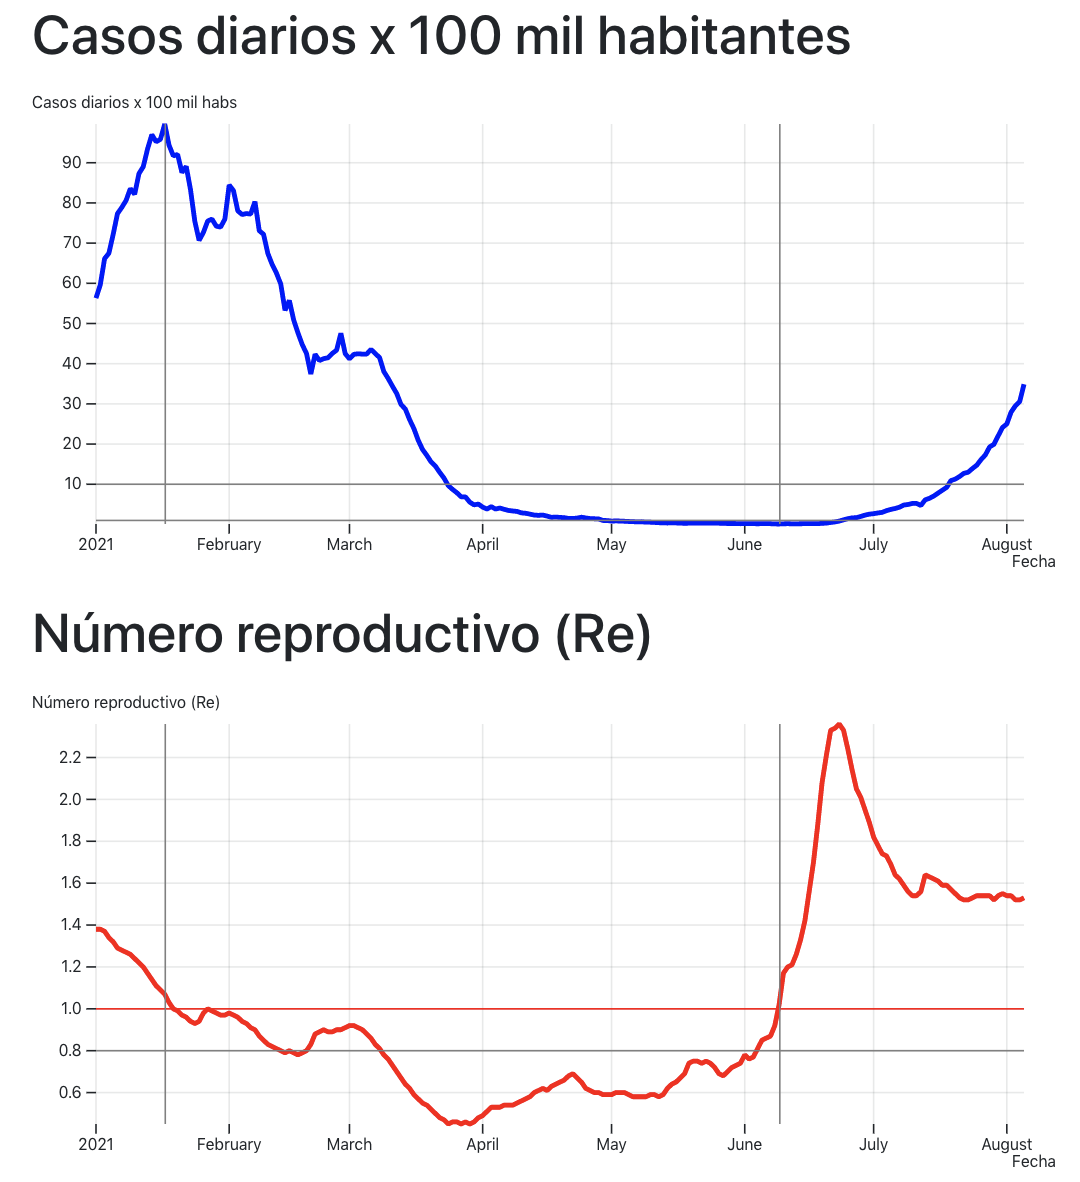 Casos diarios x 100 mil habitantes
Casos diarios x 100 mil habs
90
80
70
60
50
40
30
20
10
2021 February March April May June July August
Fecha
Número reproductivo (Re)
Número reproductivo (Re)
2.2
2.0
1.8
1.6
1.4
1.2
1.0
0.8
0.6
2021 February March April May June July August
Fecha